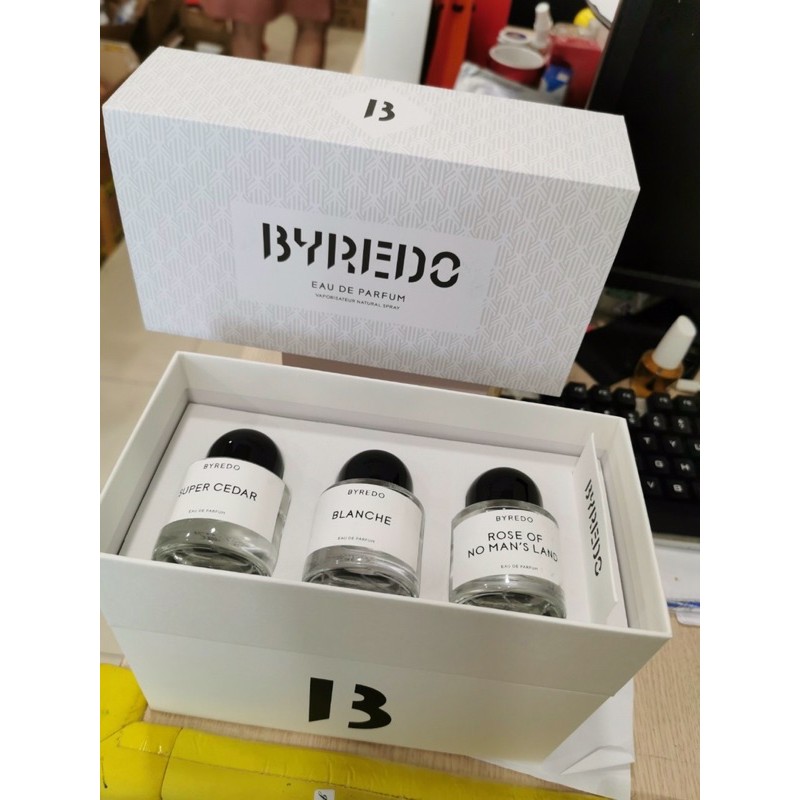 B
BYREDO
EAU DE PARFUM
VAPORISATEUR NATURAL SPRAY
BYREDO
SUPER CEDAR
EAU DE PARFUM
BYREDO
BLANCHE
EAU DE PARFUM
BYREDO
ROSE OF
NO MAN'S LAND
EAU DE PARFUM
BYREDO
B